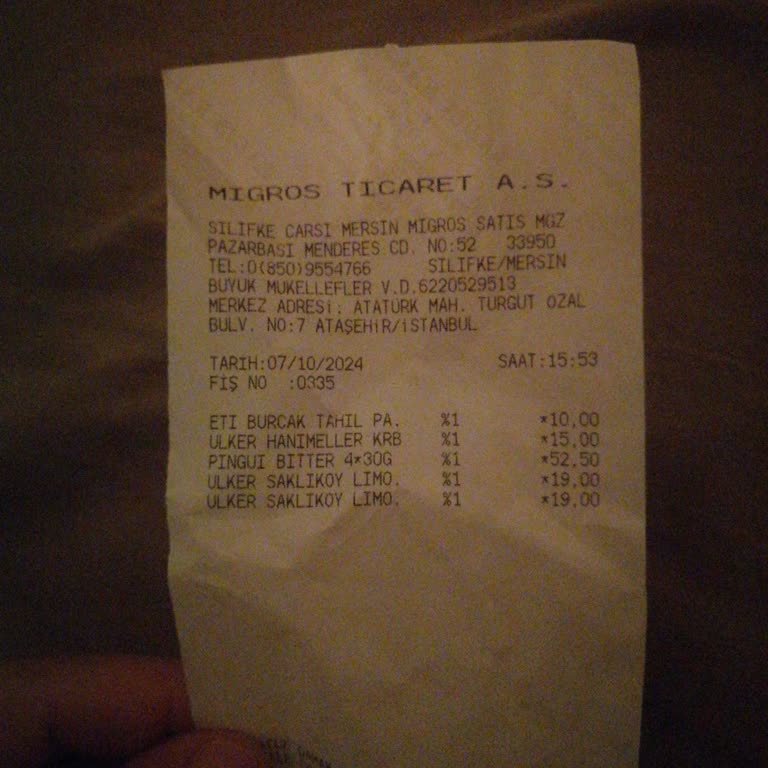 MIGROS TICARET A.S.
SILIFKE CARSI MERSIN MIGROS SATIS MGZ
PAZARBASI MENDERES CD. NO:52 33950
TEL:0(850)9554766 SILIFKE/MERSIN
BUYUK MUKELLEFLER V.D.6220529513
MERKEZ ADRESİ: ATATÜRK MAH. TURGUT ÖZAL
BULV. NO:7 ATAŞEHİR/İSTANBUL
TARIH:07/10/2024 SAAT:15:53
FİŞ NO :0335
ETI BURCAK TAHIL PA. %1 *10,00
ULKER HANIMELLER KRB %1 *15,00
PINGUI BITTER 4*30G %1 *52,50
ULKER SAKLIKOY LIMO. %1 *19,00
ULKER SAKLIKOY LIMO. %1 *19,00